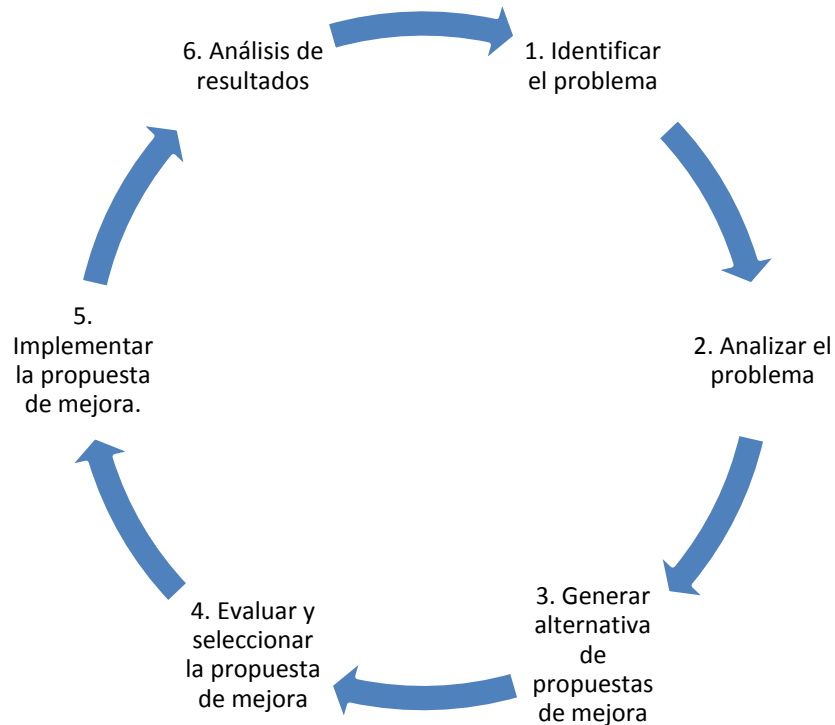 1. Identificar
el problema
2. Analizar el
problema
3. Generar
alternativa
de
propuestas
de mejora
4. Evaluar y
seleccionar
la propuesta
de mejora
5.
Implementar
la propuesta
de mejora.
6. Análisis de
resultados